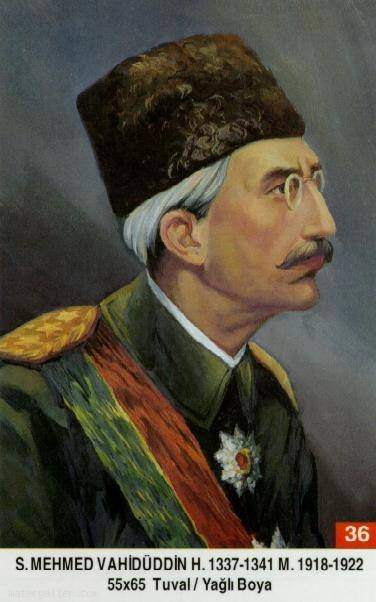 36
S. MEHMED VAHİDÜDDİN H. 1337-1341 M. 1918-1922
55x65 Tuval / Yağlı Boya
materyaller.com